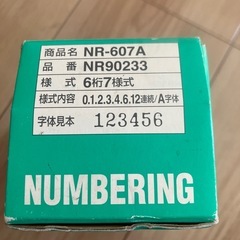 商品名 NR-607A
品番 NR90233
様式 6桁7様式
様式内容 0.1.2.3.4.6.12連続/A字体
字体見本 123456
NUMBERING